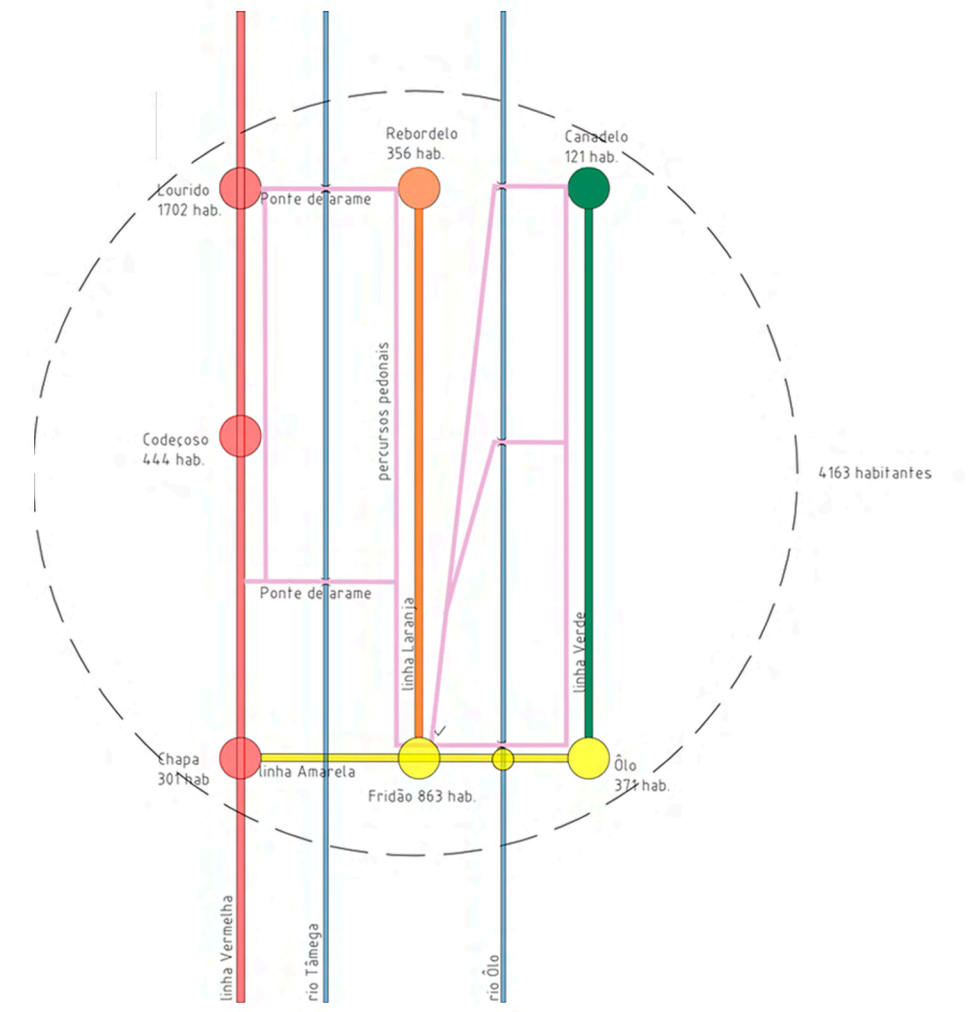 Rebordelo
356 hab.
Canadelo
121 hab.
Lourido
1702 hab.
Ponte de arame
percursos pedonais
Codeçoso
444 hab.
4163 habitantes
Ponte de arame
linha Laranja
linha Verde
Chapa
301 hab
linha Amarela
Fridão 863 hab.
Ôlo
371 hab.
linha Vermelha
rio Tâmega
rio Ôlo